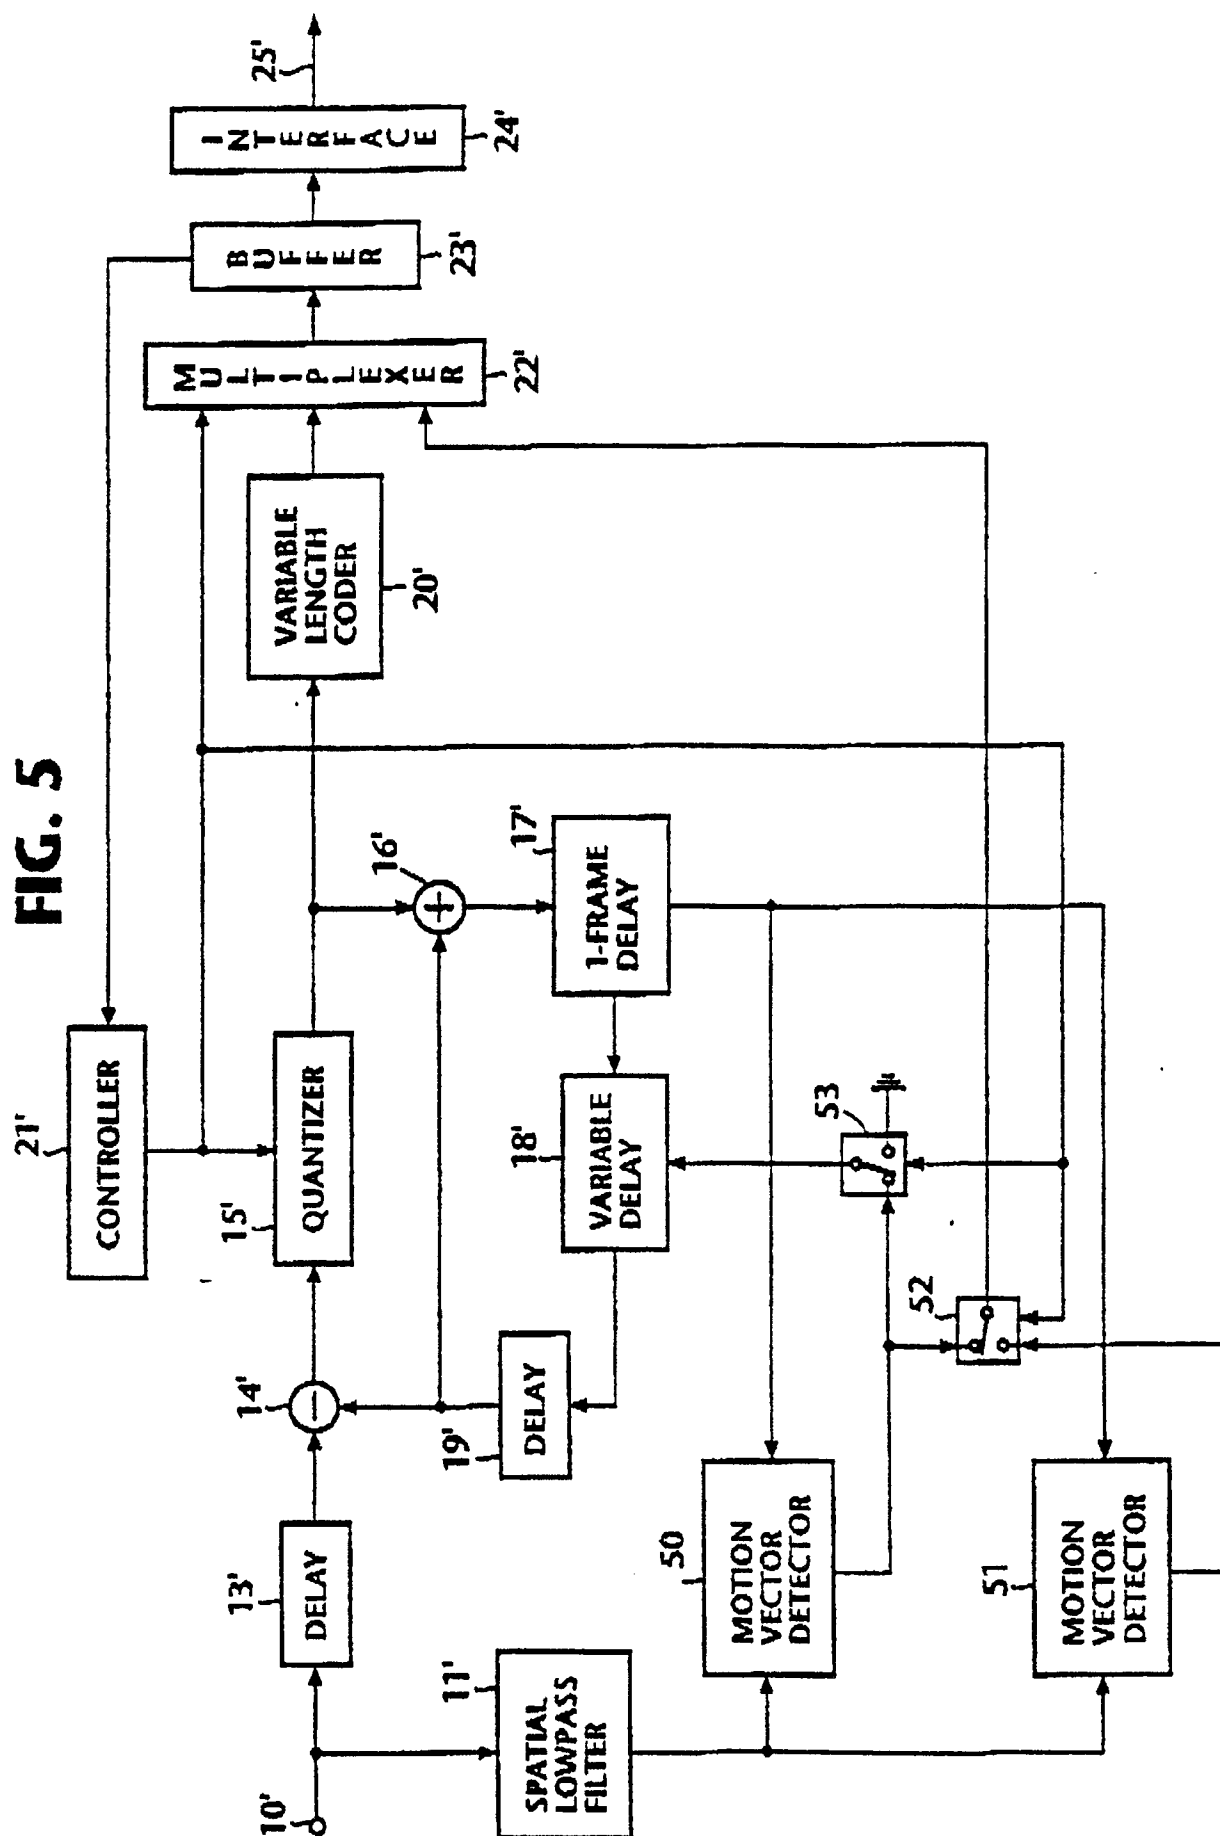 FIG. 5
21'
CONTROLLER
10'
13'
DELAY
14'
15'
QUANTIZER
16'
VARIABLE
LENGTH
CODER
20'
MULTIPLEXER
22'
BUFFER
23'
INTERFACE
24'
25'
11'
SPATIAL
LOWPASS
FILTER
19'
DELAY
18'
VARIABLE
DELAY
17'
1-FRAME
DELAY
50
MOTION
VECTOR
DETECTOR
53
52
51
MOTION
VECTOR
DETECTOR